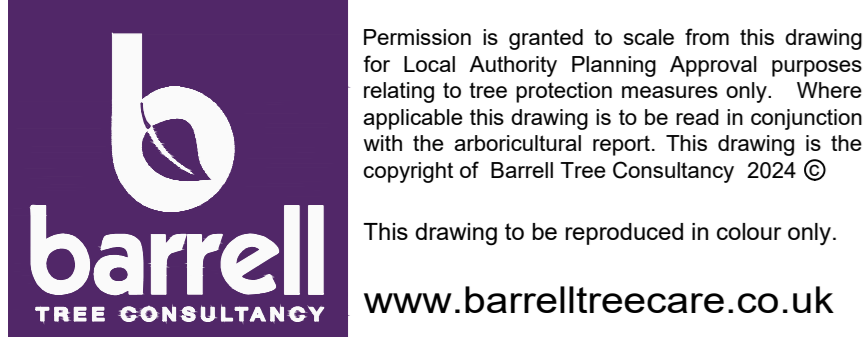 barrell
TREE CONSULTANCY
Permission is granted to scale from this drawing
for Local Authority Planning Approval purposes
relating to tree protection measures only. Where
applicable this drawing is to be read in conjunction
with the arboricultural report. This drawing is the
copyright of Barrell Tree Consultancy 2024 ©
This drawing to be reproduced in colour only.
www.barrelltreecare.co.uk